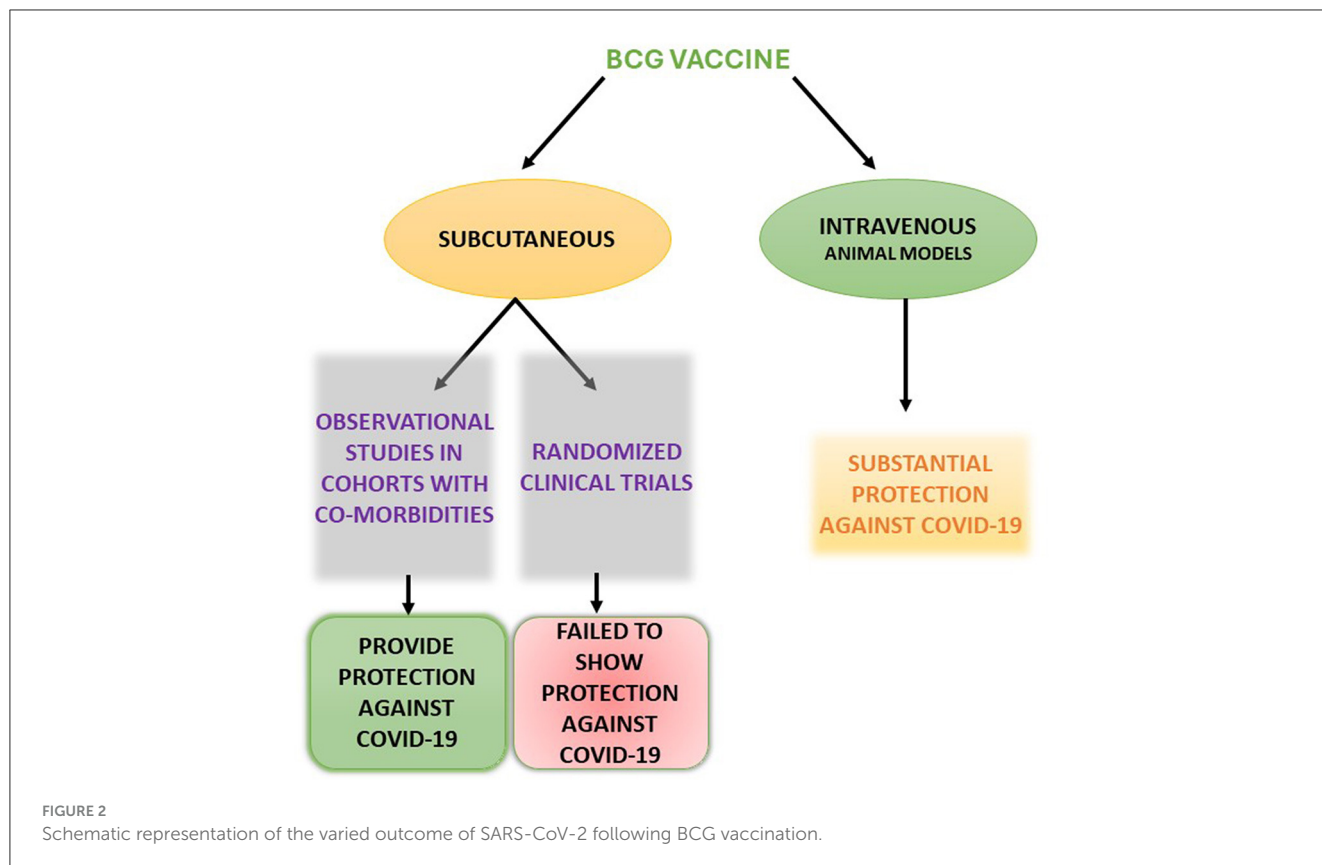 BCG VACCINE
SUBCUTANEOUS
INTRAVENOUS
ANIMAL MODELS
OBSERVATIONAL
STUDIES IN
COHORTS WITH
CO-MORBIDITIES
RANDOMIZED
CLINICAL TRIALS
SUBSTANTIAL
PROTECTION
AGAINST COVID-19
PROVIDE
PROTECTION
AGAINST
COVID-19
FAILED TO
SHOW
PROTECTION
AGAINST
COVID-19
FIGURE 2
Schematic representation of the varied outcome of SARS-CoV-2 following BCG vaccination.